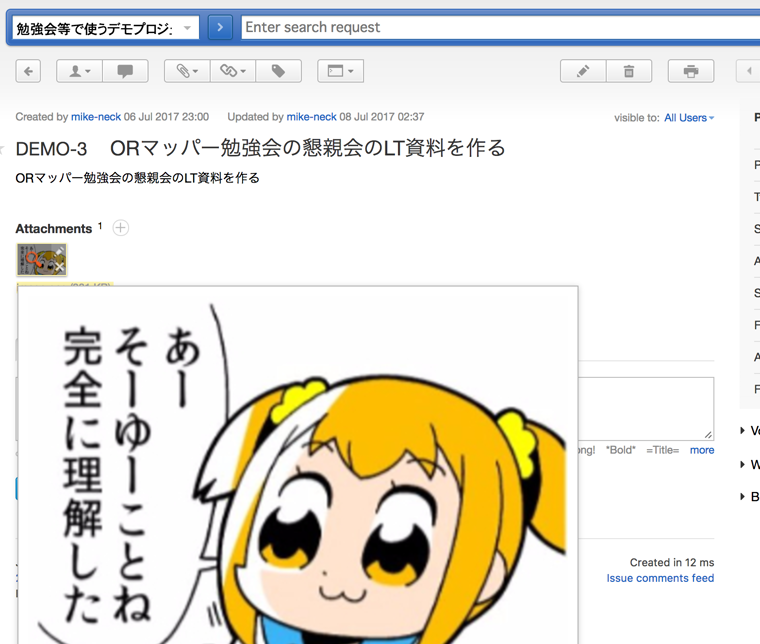 勉強会等で使うデモプロジ
Enter search request
Created by mike-neck 06 Jul 2017 23:00 Updated by mike-neck 08 Jul 2017 02:37
visible to: All Users
DEMO-3 ORマッパー勉強会の懇親会のLT資料を作る
ORマッパー勉強会の懇親会のLT資料を作る
Attachments 1
あー
そーゆーことね
完全に理解した
ong! *Bold* =Title= more
Created in 12 ms
Issue comments feed
P
P
T
S
A
S
F
A
F
Vo
W
B